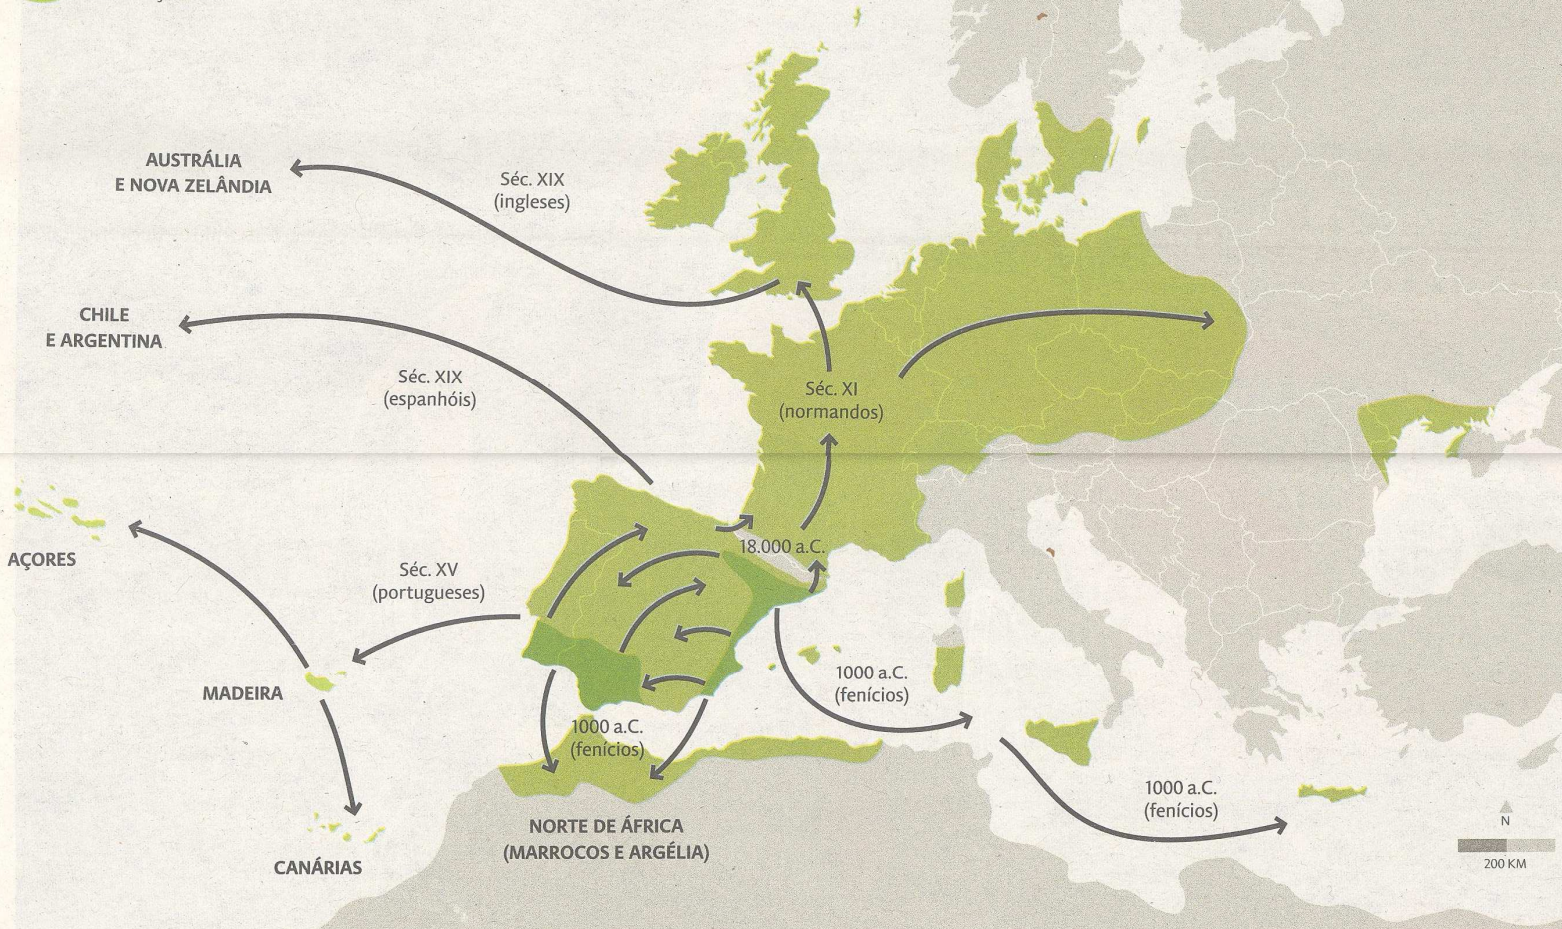 AUSTRÁLIA
E NOVA ZELÂNDIA
Séc. XIX
(ingleses)
CHILE
E ARGENTINA
Séc. XIX
(espanhóis)
Séc. XI
(normandos)
18.000 a.C.
AÇORES
Séc. XV
(portugueses)
MADEIRA
1000 a.C.
(fenícios)
1000 a.C.
(fenícios)
1000 a.C.
(fenícios)
NORTE DE ÁFRICA
(MARROCOS E ARGÉLIA)
CANÁRIAS
N
200 KM